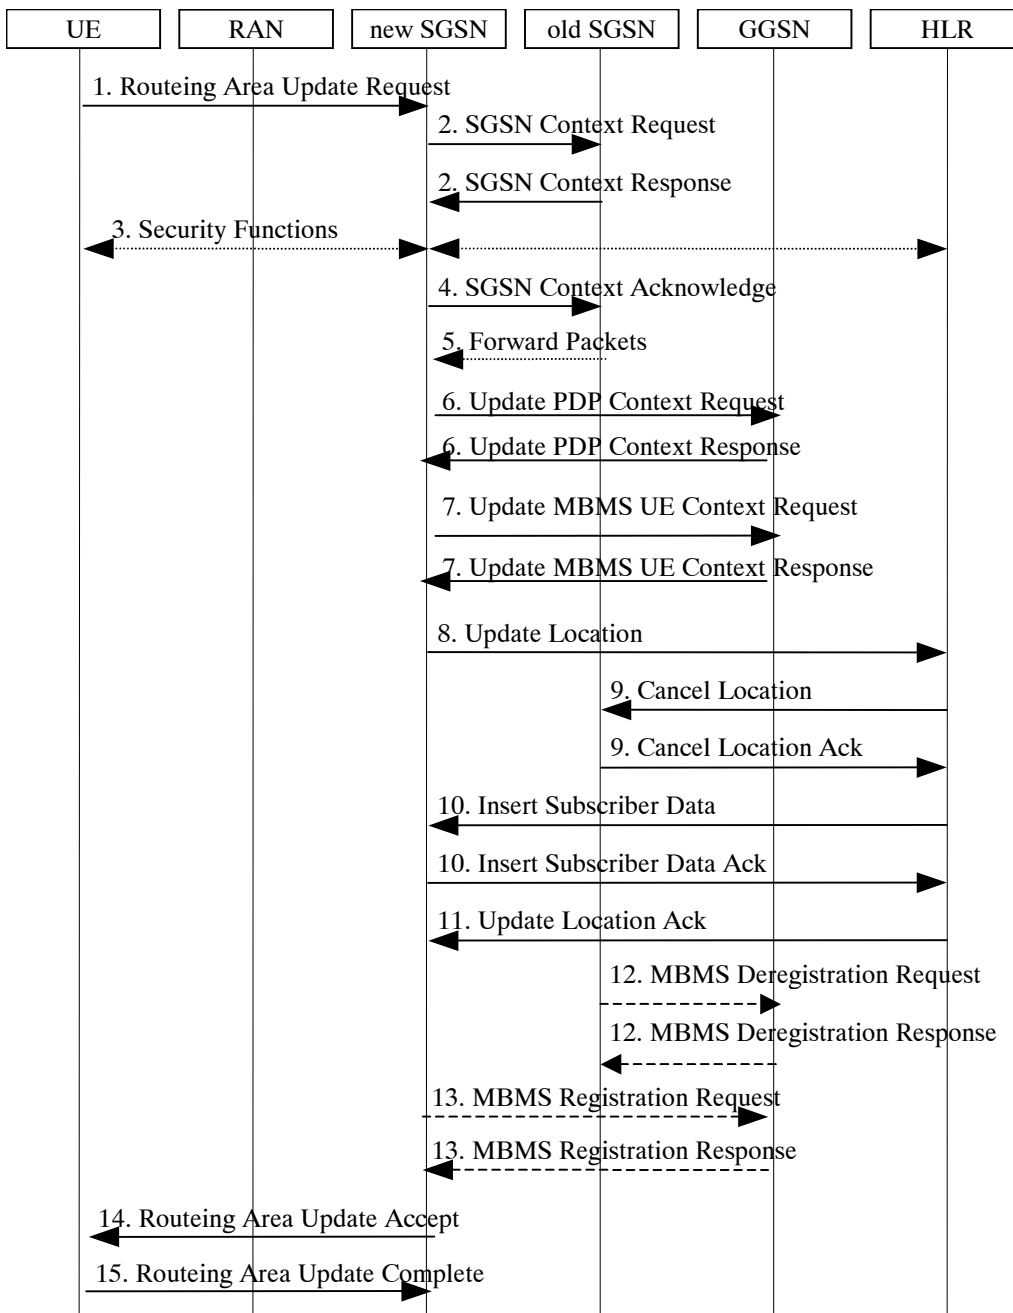 UE RAN new SGSN old SGSN GGSN HLR
1. Routeing Area Update Request
2. SGSN Context Request
2. SGSN Context Response
3. Security Functions
4. SGSN Context Acknowledge
5. Forward Packets
6. Update PDP Context Request
6. Update PDP Context Response
7. Update MBMS UE Context Request
7. Update MBMS UE Context Response
8. Update Location
9. Cancel Location
9. Cancel Location Ack
10. Insert Subscriber Data
10. Insert Subscriber Data Ack
11. Update Location Ack
12. MBMS Deregistration Request
12. MBMS Deregistration Response
13. MBMS Registration Request
13. MBMS Registration Response
14. Routeing Area Update Accept
15. Routeing Area Update Complete